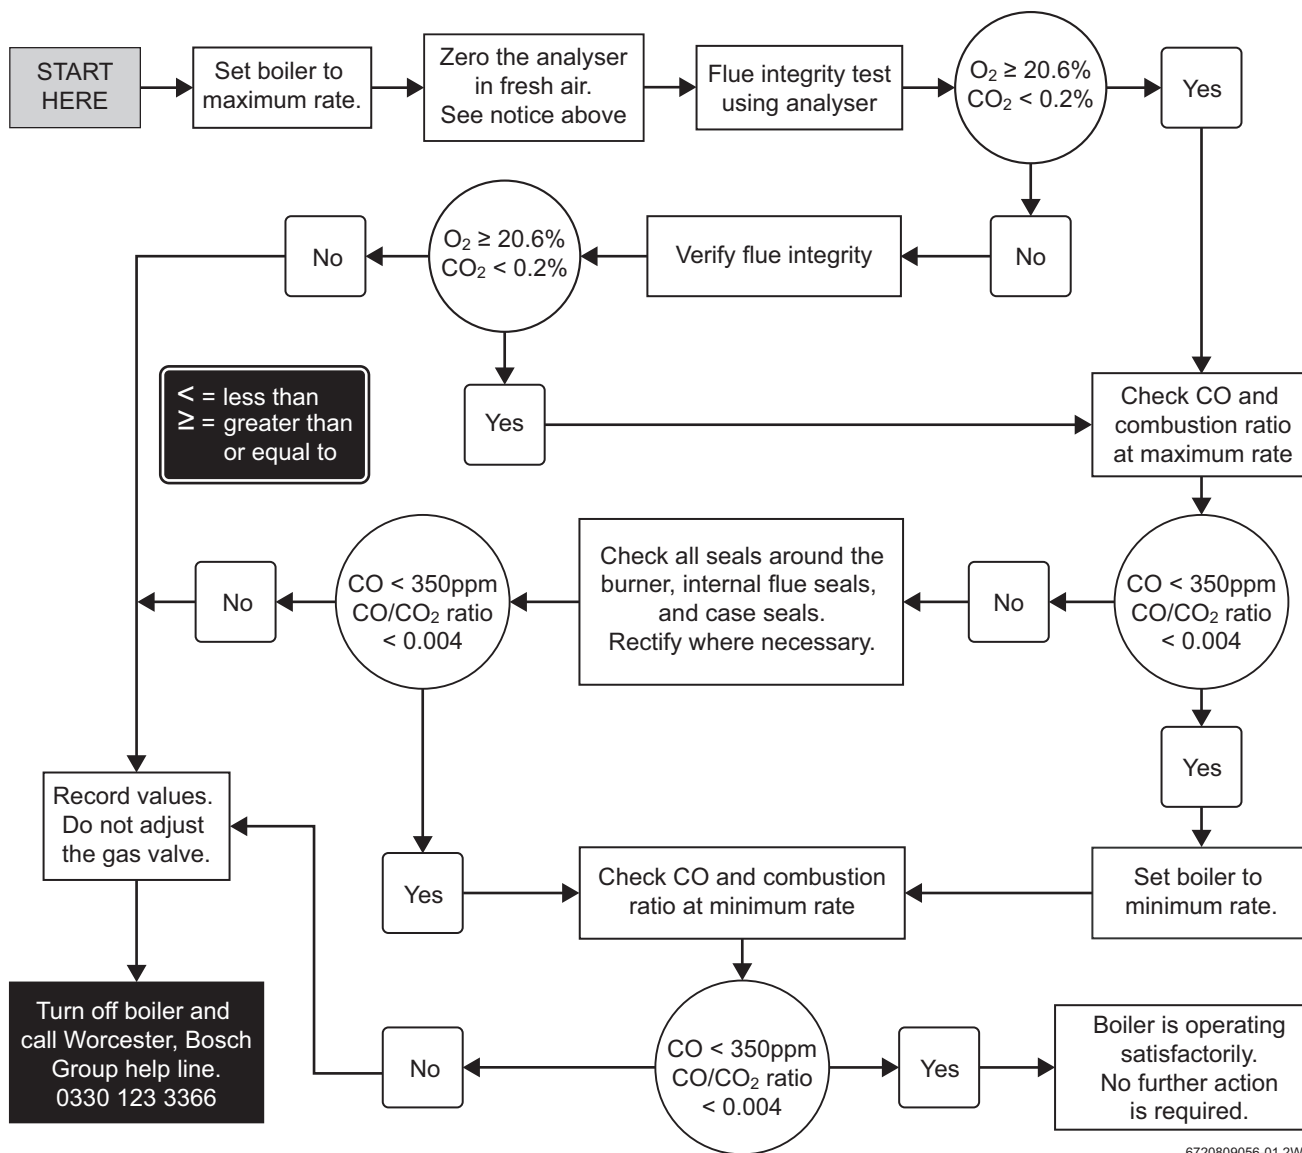 START
HERE
Set boiler to
maximum rate.
Zero the analyser
in fresh air.
See notice above
Flue integrity test
using analyser
O₂ ≥ 20.6%
CO₂ < 0.2%
Yes
No
Verify flue integrity
O₂ ≥ 20.6%
CO₂ < 0.2%
No
Yes
< = less than
≥ = greater than
or equal to
Check CO and
combustion ratio
at maximum rate
CO < 350ppm
CO/CO₂ ratio
< 0.004
No
Check all seals around the
burner, internal flue seals,
and case seals.
Rectify where necessary.
CO < 350ppm
CO/CO₂ ratio
< 0.004
No
Yes
Yes
Set boiler to
minimum rate.
Check CO and combustion
ratio at minimum rate
Record values.
Do not adjust
the gas valve.
Turn off boiler and
call Worcester, Bosch
Group help line.
0330 123 3366
No
CO < 350ppm
CO/CO₂ ratio
< 0.004
Yes
Boiler is operating
satisfactorily.
No further action
is required.
6720809056-01.2W